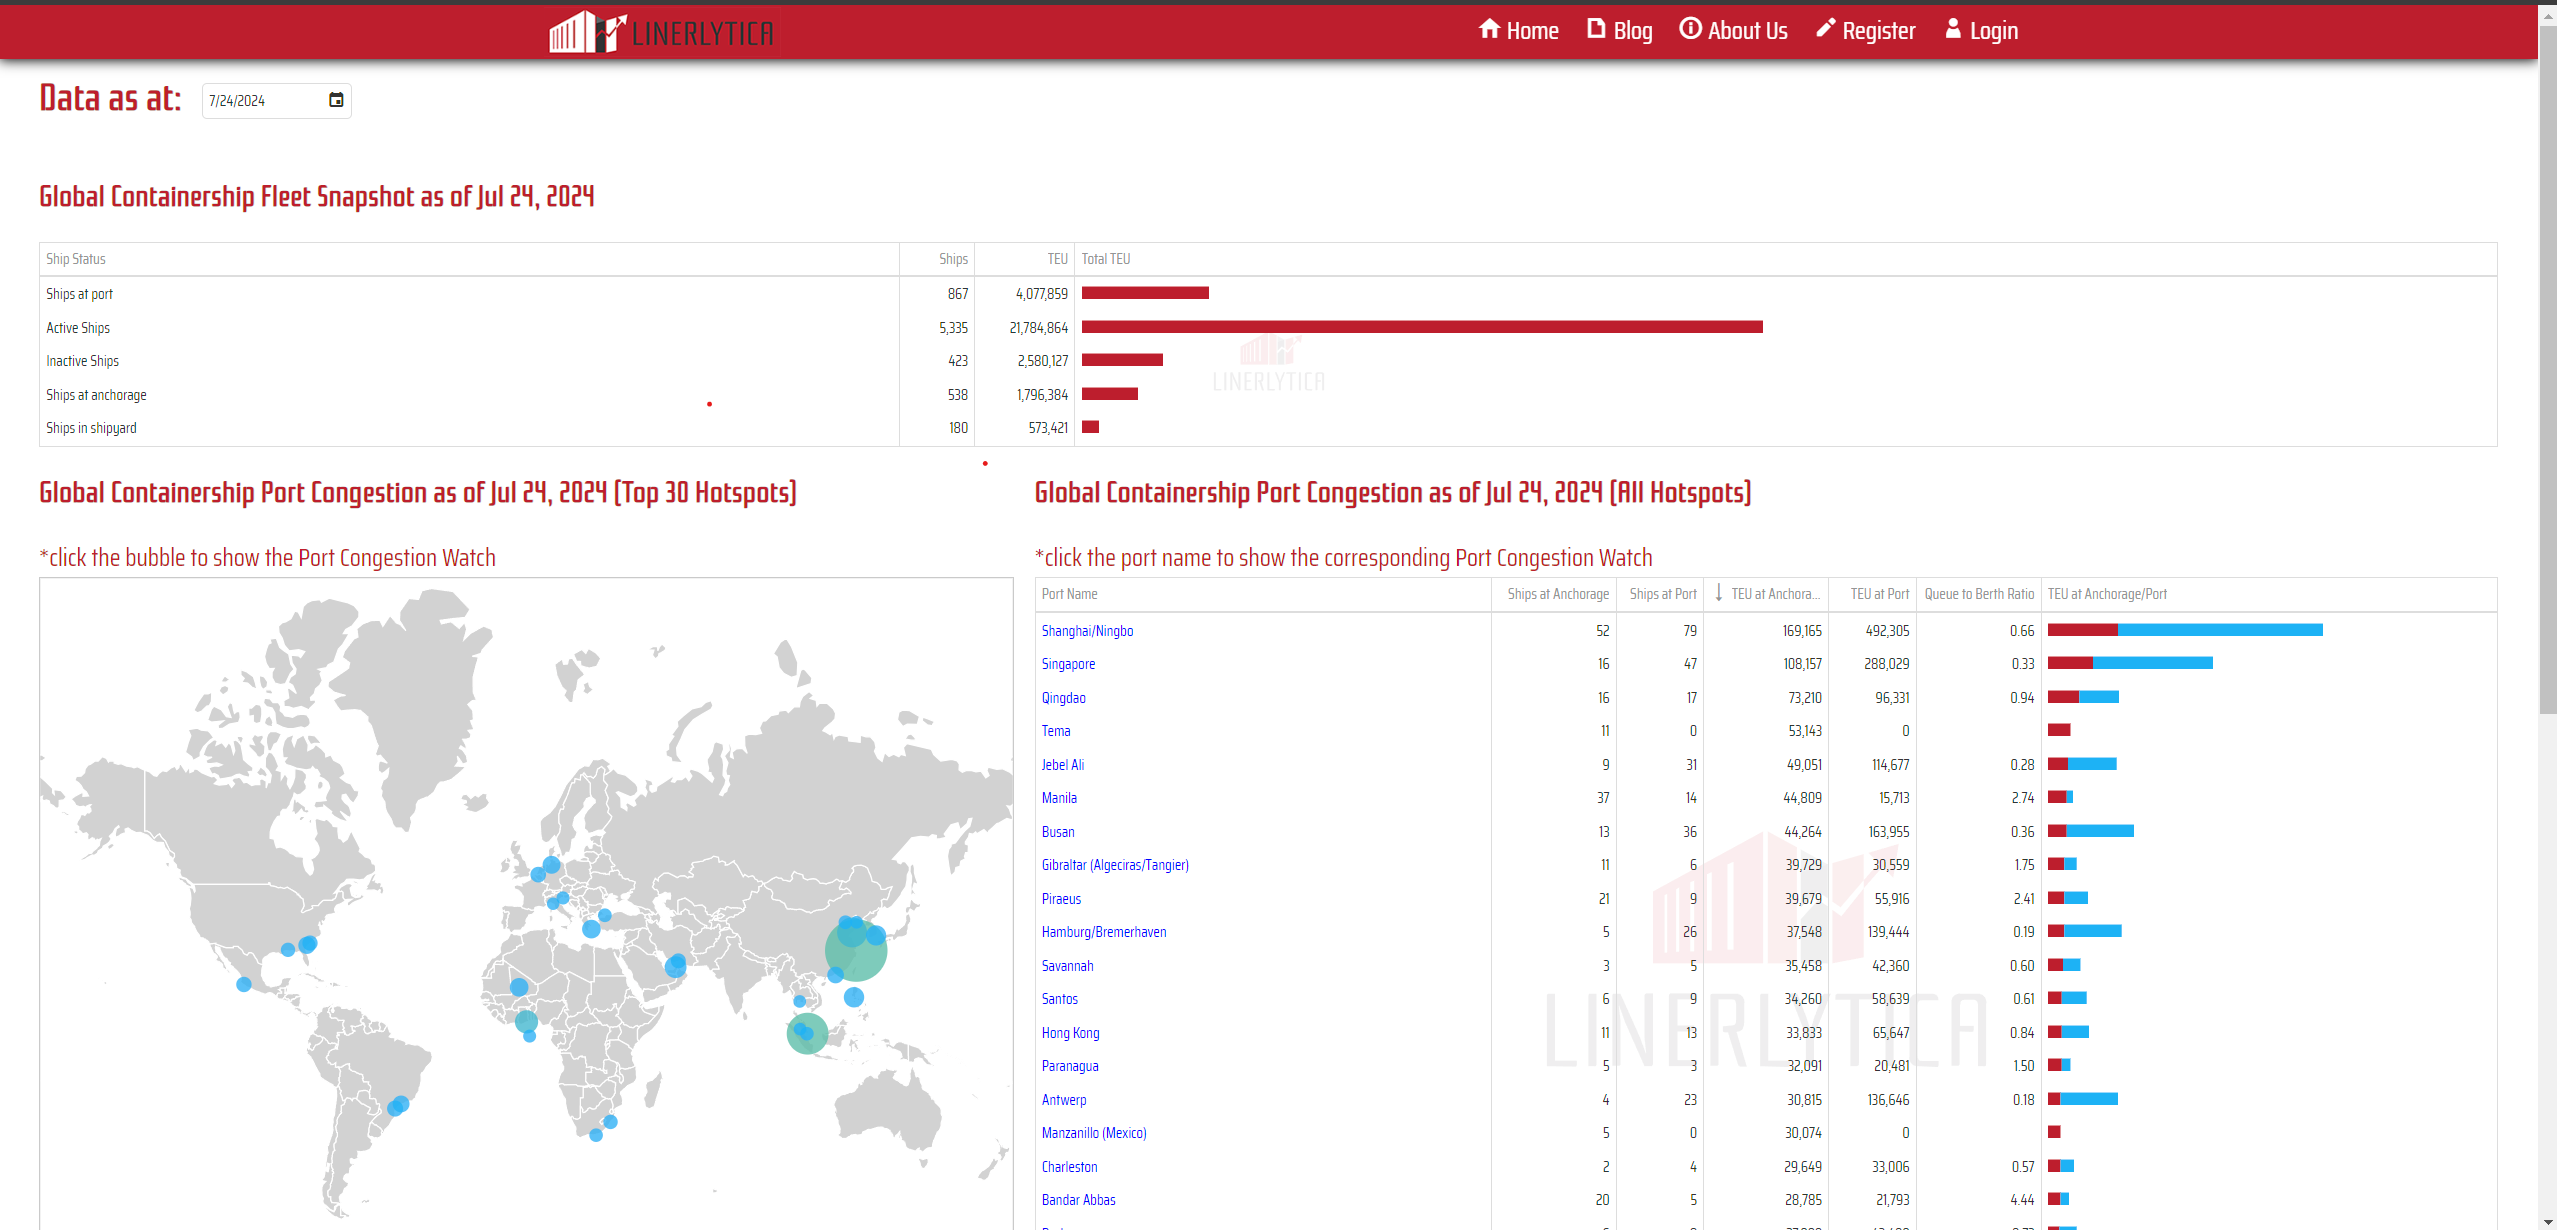 LINERLYTICA
Home Blog About Us Register Login
Data as at: 7/24/2024
Global Containership Fleet Snapshot as of Jul 24, 2024
Ship Status Ships TEU Total TEU
Ships at port 867 4,077,859
Active Ships 5,335 21,784,864
Inactive Ships 423 2,580,127
Ships at anchorage 538 1,796,384
Ships in shipyard 180 573,421
LINERLYTICA
Global Containership Port Congestion as of Jul 24, 2024 (Top 30 Hotspots)
*click the bubble to show the Port Congestion Watch
Global Containership Port Congestion as of Jul 24, 2024 (All Hotspots)
*click the port name to show the corresponding Port Congestion Watch
Port Name Ships at Anchorage Ships at Port ↓ TEU at Anchora... TEU at Port Queue to Berth Ratio TEU at Anchorage/Port
Shanghai/Ningbo 52 79 169,165 492,305 0.66
Singapore 16 47 108,157 288,029 0.33
Qingdao 16 17 73,210 96,331 0.94
Tema 11 0 53,143 0
Jebel Ali 9 31 49,051 114,677 0.28
Manila 37 14 44,809 15,713 2.74
Busan 13 36 44,264 163,955 0.36
Gibraltar (Algeciras/Tangier) 11 6 39,729 30,559 1.75
Piraeus 21 9 39,679 55,916 2.41
Hamburg/Bremerhaven 5 26 37,548 139,444 0.19
Savannah 3 5 35,458 42,360 0.60
Santos 6 9 34,260 58,639 0.61
Hong Kong 11 13 33,833 65,647 0.84
Paranagua 5 3 32,091 20,481 1.50
Antwerp 4 23 30,815 136,646 0.18
Manzanillo (Mexico) 5 0 30,074 0
Charleston 2 4 29,649 33,006 0.57
Bandar Abbas 20 5 28,785 21,793 4.44
LINERLYTICA